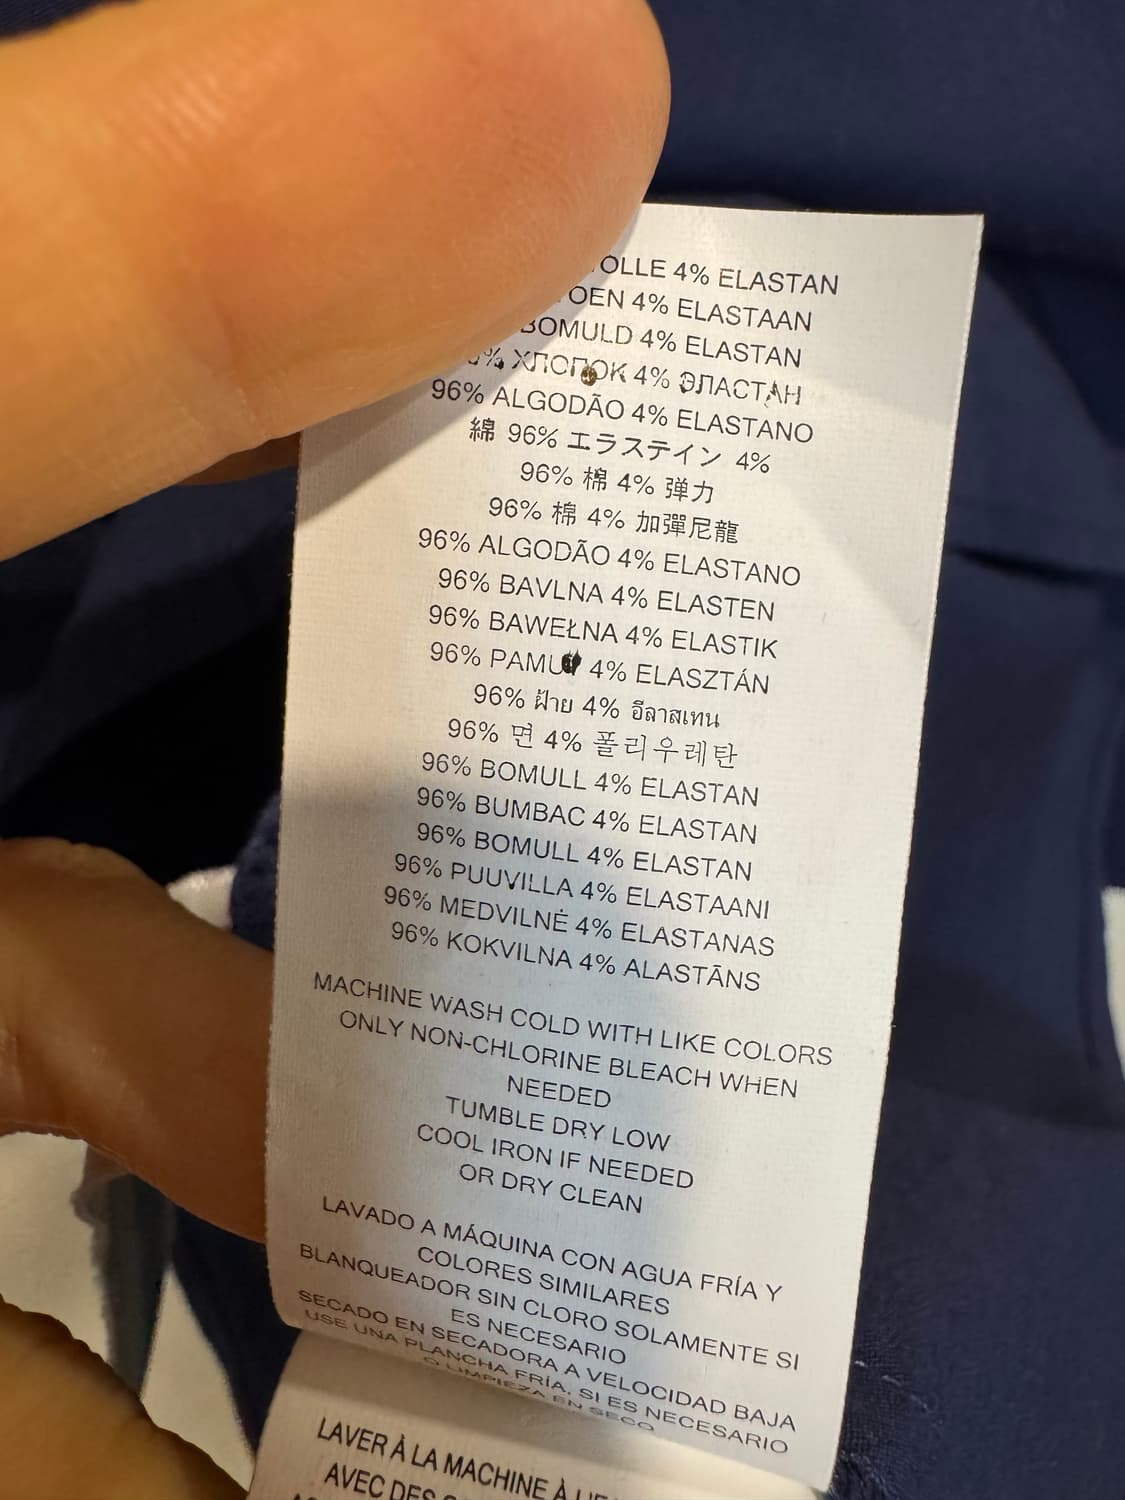 4% ELASTAN
4% ELASTAAN
BOMULD 4% ELASTAN
ХЛОПОК 4% ЭЛАСТАН
96% ALGODÃO 4% ELASTANO
綿 96% エラステイン 4%
96% 棉 4% 弹力
96% 棉 4% 加彈尼龍
96% ALGODÃO 4% ELASTANO
96% BAVLNA 4% ELASTEN
96% BAWEŁNA 4% ELASTIK
96% 4% ELASZTÁN
96% ฝ้าย 4% อีลาสเทน
96% 면 4% 폴리우레탄
96% BOMULL 4% ELASTAN
96% BUMBAC 4% ELASTAN
96% BOMULL 4% ELASTAN
96% PUUVILLA 4% ELASTAANI
96% MEDVILNĖ 4% ELASTANAS
96% KOKVILNA 4% ALASTĀNS
MACHINE WASH COLD WITH LIKE COLORS
ONLY NON-CHLORINE BLEACH WHEN
NEEDED
TUMBLE DRY LOW
COOL IRON IF NEEDED
OR DRY CLEAN
LAVADO A MÁQUINA CON AGUA FRÍA Y
COLORES SIMILARES
BLANQUEADOR SIN CLORO SOLAMENTE SI
ES NECESARIO
SECADO EN SECADORA A VELOCIDAD BAJA
USE UNA PLANCHA FRÍA, SI ES NECESARIO
O LIMPIEZA EN SECO
LAVER À LA MACHINE À
AVEC DES